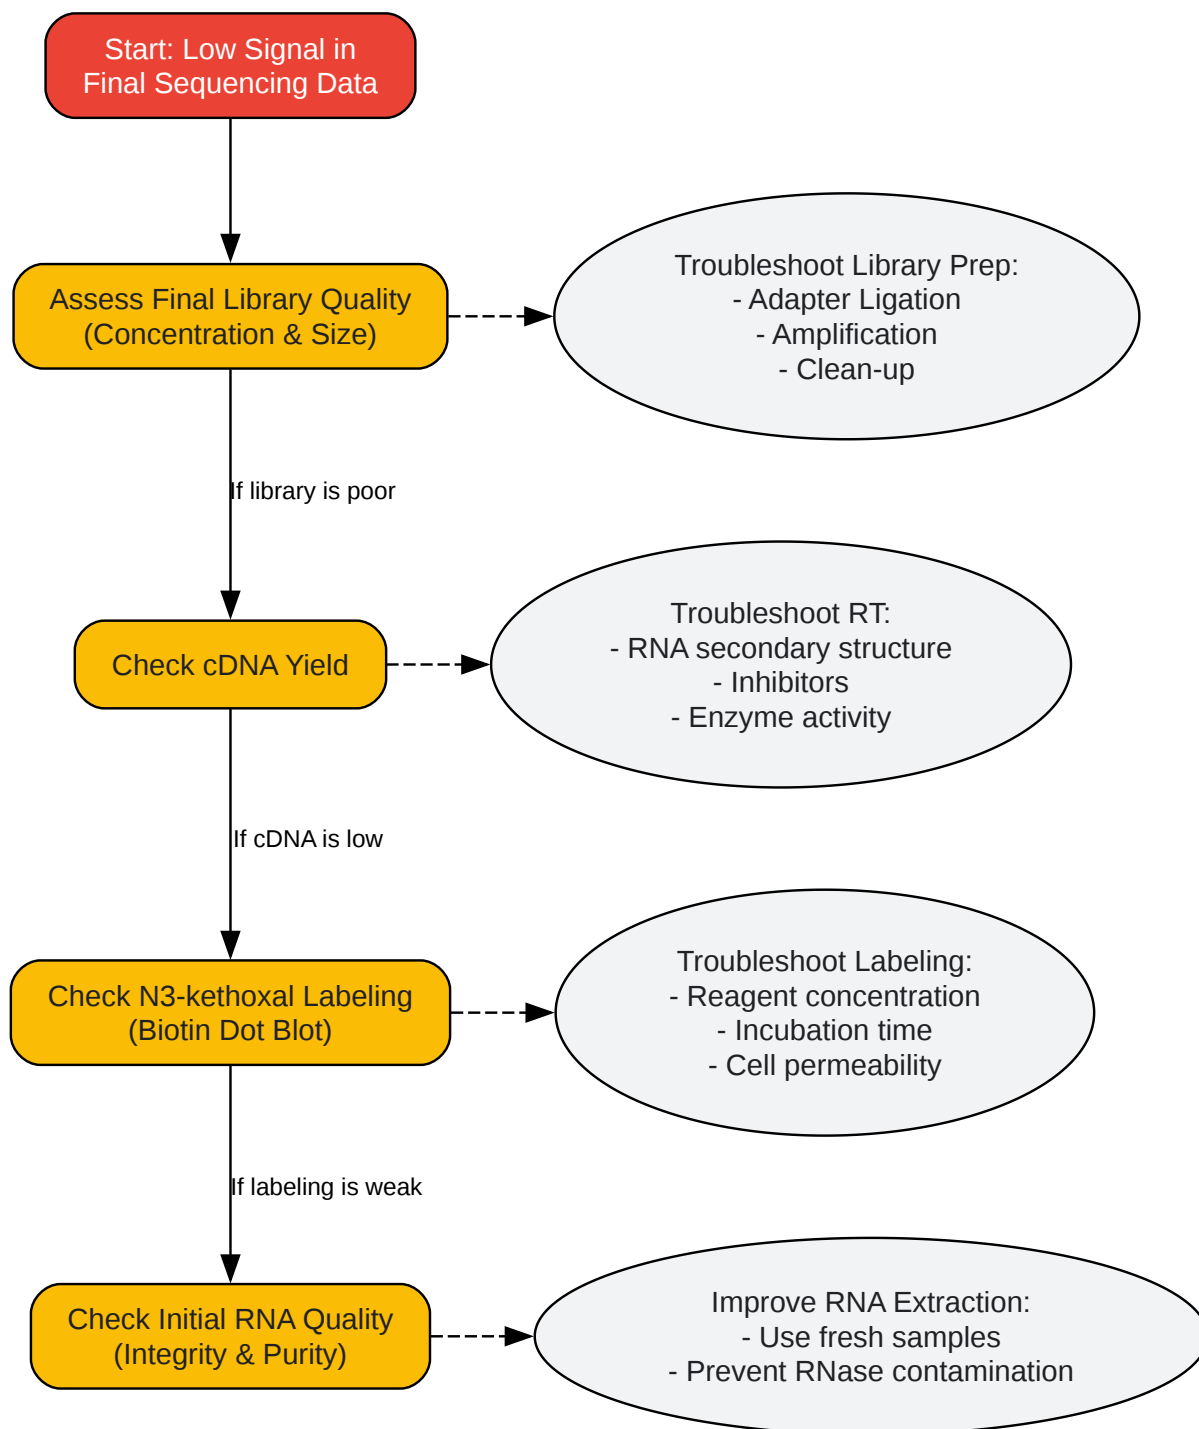 Start: Low Signal in
Final Sequencing Data
Assess Final Library Quality
(Concentration & Size)
Troubleshoot Library Prep:
- Adapter Ligation
- Amplification
- Clean-up
If library is poor
Check cDNA Yield
Troubleshoot RT:
- RNA secondary structure
- Inhibitors
- Enzyme activity
If cDNA is low
Check N3-kethoxal Labeling
(Biotin Dot Blot)
Troubleshoot Labeling:
- Reagent concentration
- Incubation time
- Cell permeability
If labeling is weak
Check Initial RNA Quality
(Integrity & Purity)
Improve RNA Extraction:
- Use fresh samples
- Prevent RNase contamination